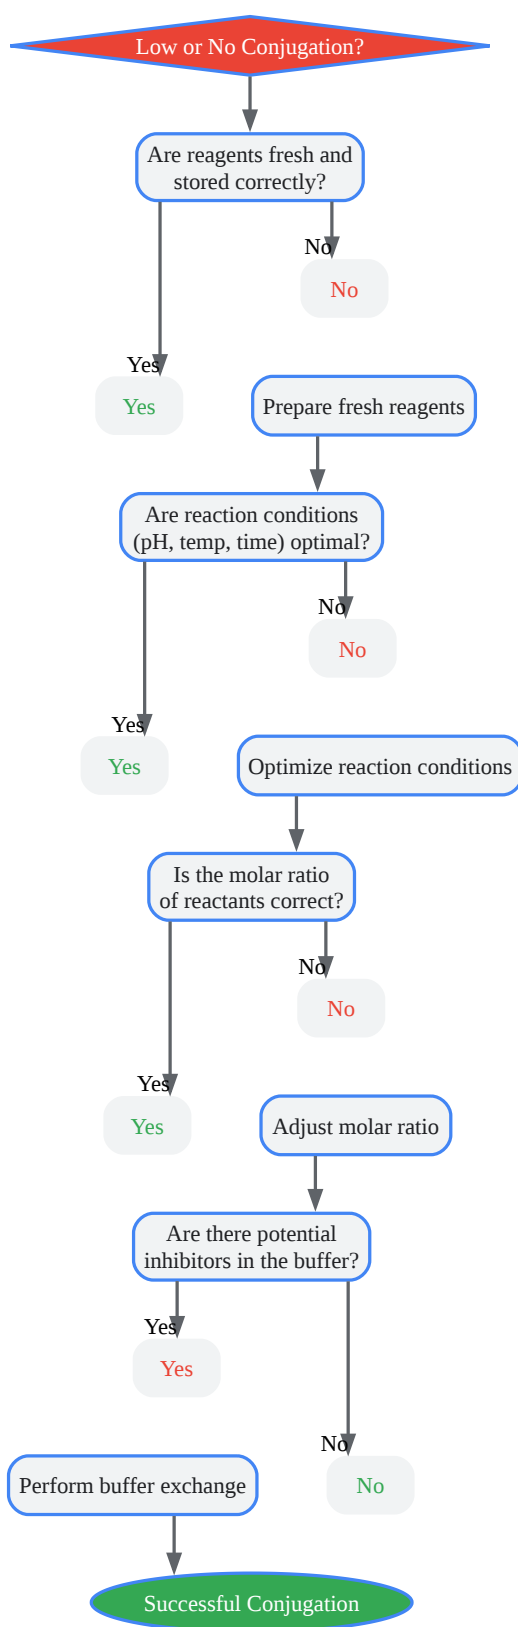 Low or No Conjugation?
Are reagents fresh and
stored correctly?
No
No
Yes
Yes
Prepare fresh reagents
Are reaction conditions
(pH, temp, time) optimal?
No
No
Yes
Yes
Optimize reaction conditions
Is the molar ratio
of reactants correct?
No
No
Yes
Yes
Adjust molar ratio
Are there potential
inhibitors in the buffer?
Yes
Yes
No
No
Perform buffer exchange
Successful Conjugation